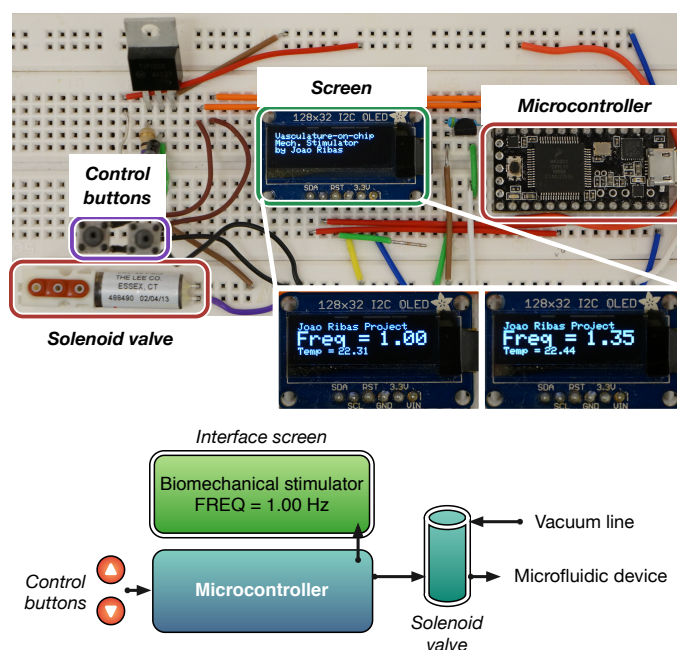 Screen
Microcontroller
128x32 I2C OLED
Vasculature-on-chip
Mech. Stimulator
by Joao Ribas
SDA RST 3.3V
Control
buttons
THE LEE CO.
ESSEX, CT
488490 02/04/13
Solenoid valve
128x32 I2C OLED
Joao Ribas Project
Freq = 1.00
Temp = 22.31
SDA RST 3.3V
SCL GND VIN
128x32 I2C OLED
Joao Ribas Project
Freq = 1.35
Temp = 22.44
SDA RST 3.3V
SCL GND VIN
Interface screen
Biomechanical stimulator
FREQ = 1.00 Hz
Vacuum line
Control
buttons
Microcontroller
Microfluidic device
Solenoid
valve